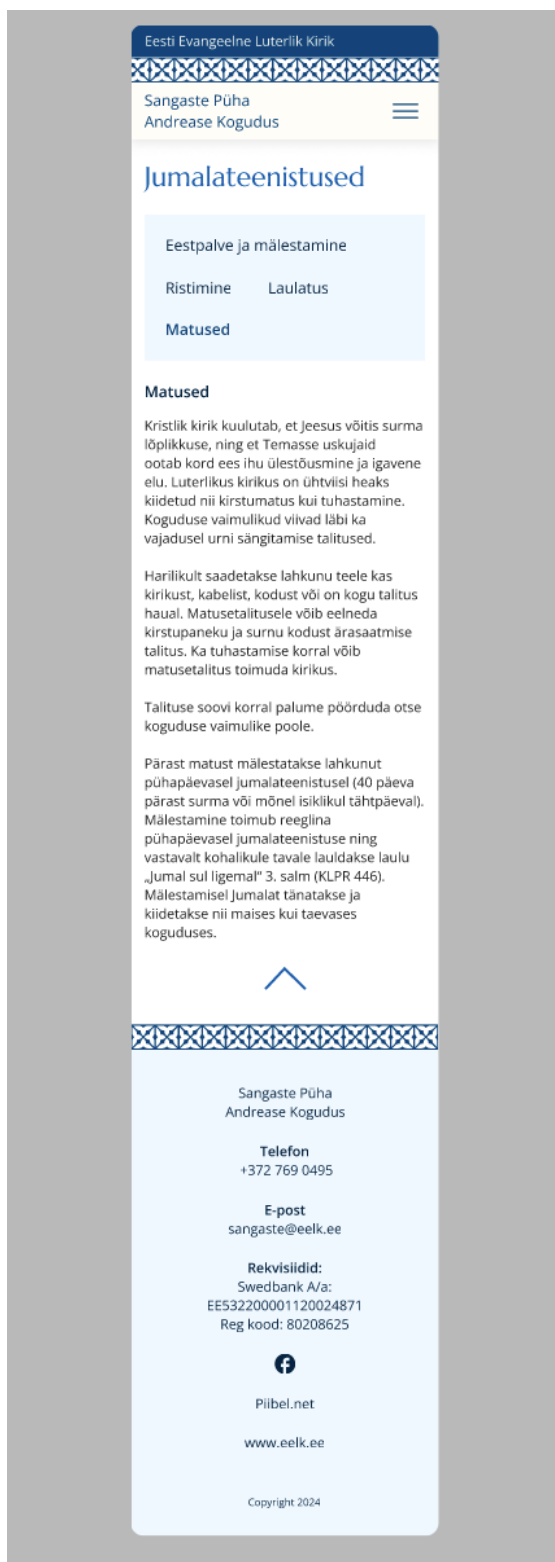 Eesti Evangeelne Luterlik Kirik
Sangaste Püha
Andrease Kogudus
Jumalateenistused
Eestpalve ja mälestamine
Ristimine Laulatus
Matused
Matused
Kristlik kirik kuulutab, et Jeesus võitis surma
lõplikkuse, ning et Temasse uskujaid
ootab kord ees ihu ülestõusmine ja igavene
elu. Luterlikus kirikus on ühtviisi heaks
kiidetud nii kirstumatus kui tuhastamine.
Koguduse vaimulikud viivad läbi ka
vajadusel urni sängitamise talitused.
Harilikult saadetakse lahkunu teele kas
kirikust, kabelist, kodust või on kogu talitus
haual. Matusetalitusele võib eelneda
kirstupaneku ja surnu kodust ärasaatmise
talitus. Ka tuhastamise korral võib
matusetalitus toimuda kirikus.
Talituse soovi korral palume pöörduda otse
koguduse vaimulike poole.
Pärast matust mälestatakse lahkunut
pühapäevasel jumalateenistusel (40 päeva
pärast surma või mõnel isiklikul tähtpäeval).
Mälestamine toimub reeglina
pühapäevasel jumalateenistuse ning
vastavalt kohalikule tavale lauldakse laulu
„Jumal sul ligemal“ 3. salm (KLPR 446).
Mälestamisel Jumalat tänatakse ja
kiidetakse nii maises kui taevases
koguduses.
Sangaste Püha
Andrease Kogudus
Telefon
+372 769 0495
E-post
sangaste@eelk.ee
Rekvisiidid:
Swedbank A/a:
EE532200001120024871
Reg kood: 80208625
Piibel.net
www.eelk.ee
Copyright 2024